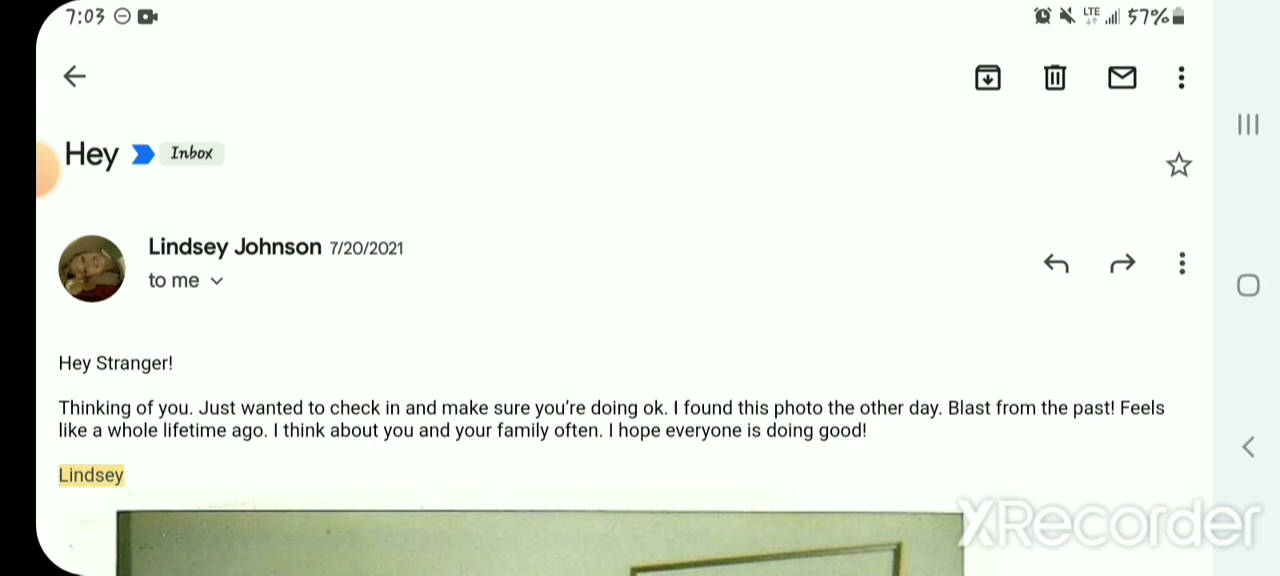 7:03
LTE
57%
Hey
Inbox
Lindsey Johnson 7/20/2021
to me
Hey Stranger!
Thinking of you. Just wanted to check in and make sure you're doing ok. I found this photo the other day. Blast from the past! Feels
like a whole lifetime ago. I think about you and your family often. I hope everyone is doing good!
Lindsey
XRecorder